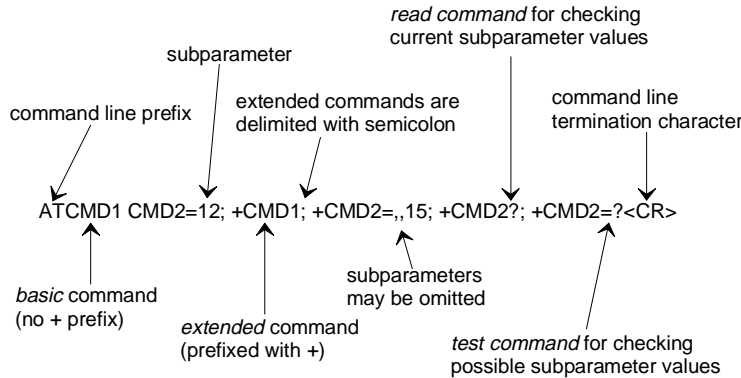 read command for checking
current subparameter values
subparameter
extended commands are
delimited with semicolon
command line
termination character
command line prefix
ATCMD1 CMD2=12; +CMD1; +CMD2=,,15; +CMD2?; +CMD2=?<CR>
basic command
(no + prefix)
extended command
(prefixed with +)
subparameters
may be omitted
test command for checking
possible subparameter values